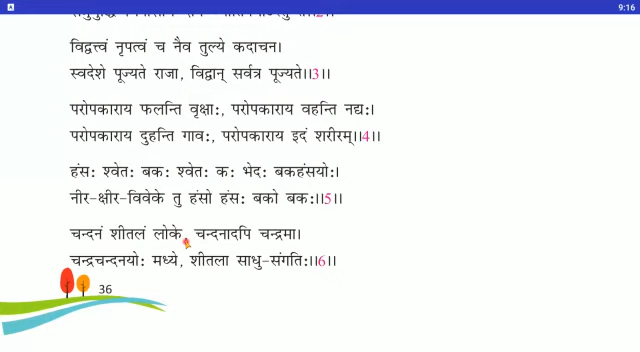 9:16
विद्वत्त्वं नृपत्वं च नैव तुल्ये कदाचन।
स्वदेशे पूज्यते राजा, विद्वान् सर्वत्र पूज्यते।।3।।
परोपकाराय फलन्ति वृक्षा:, परोपकाराय वहन्ति नद्य:।
परोपकाराय दुहन्ति गाव:, परोपकाराय इदं शरीरम्।।4।।
हंस: श्वेत: बक: श्वेत: क: भेद: बकहंसयो:।
नीर-क्षीर-विवेके तु हंसो हंस: बको बक:।।5।।
चन्दनं शीतलं लोके, चन्दनादपि चन्द्रमा।
चन्द्रचन्दनयो: मध्ये, शीतला साधु-संगति:।।6।।
36